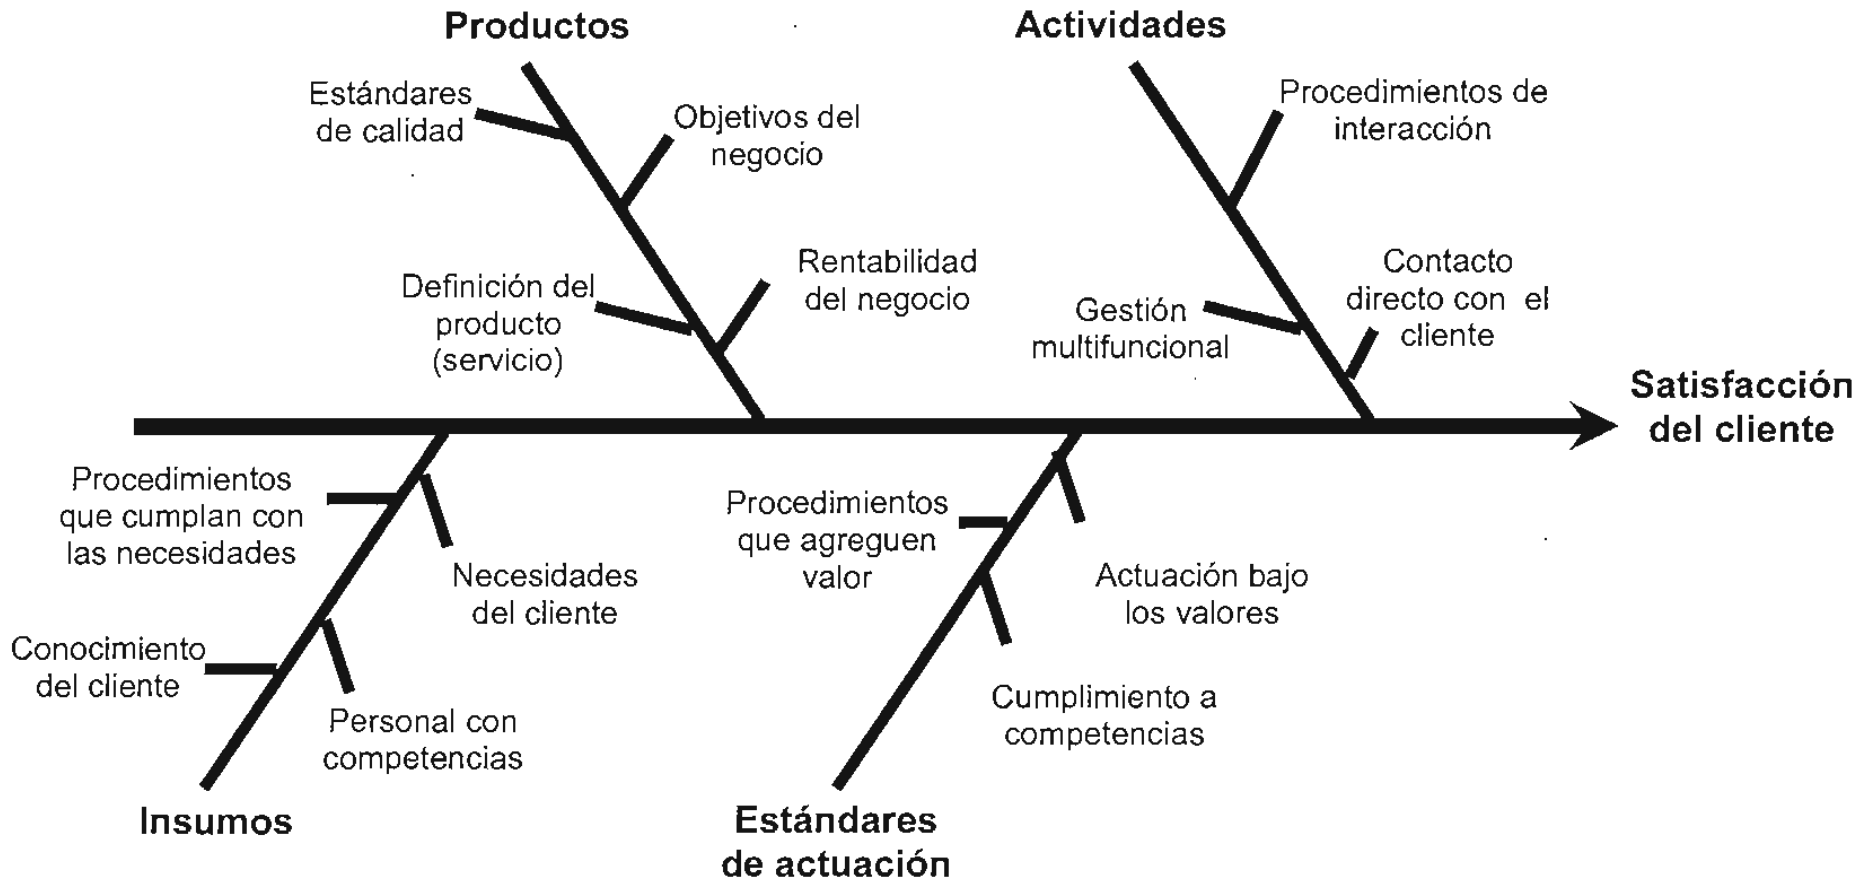 Productos
Actividades
Estándares
de calidad
Objetivos del
negocio
Procedimientos de
interacción
Definición del
producto
(servicio)
Rentabilidad
del negocio
Gestión
multifuncional
Contacto
directo con el
cliente
Satisfacción
del cliente
Procedimientos
que cumplan con
las necesidades
Necesidades
del cliente
Conocimiento
del cliente
Personal con
competencias
Insumos
Procedimientos
que agreguen
valor
Actuación bajo
los valores
Cumplimiento a
competencias
Estándares
de actuación